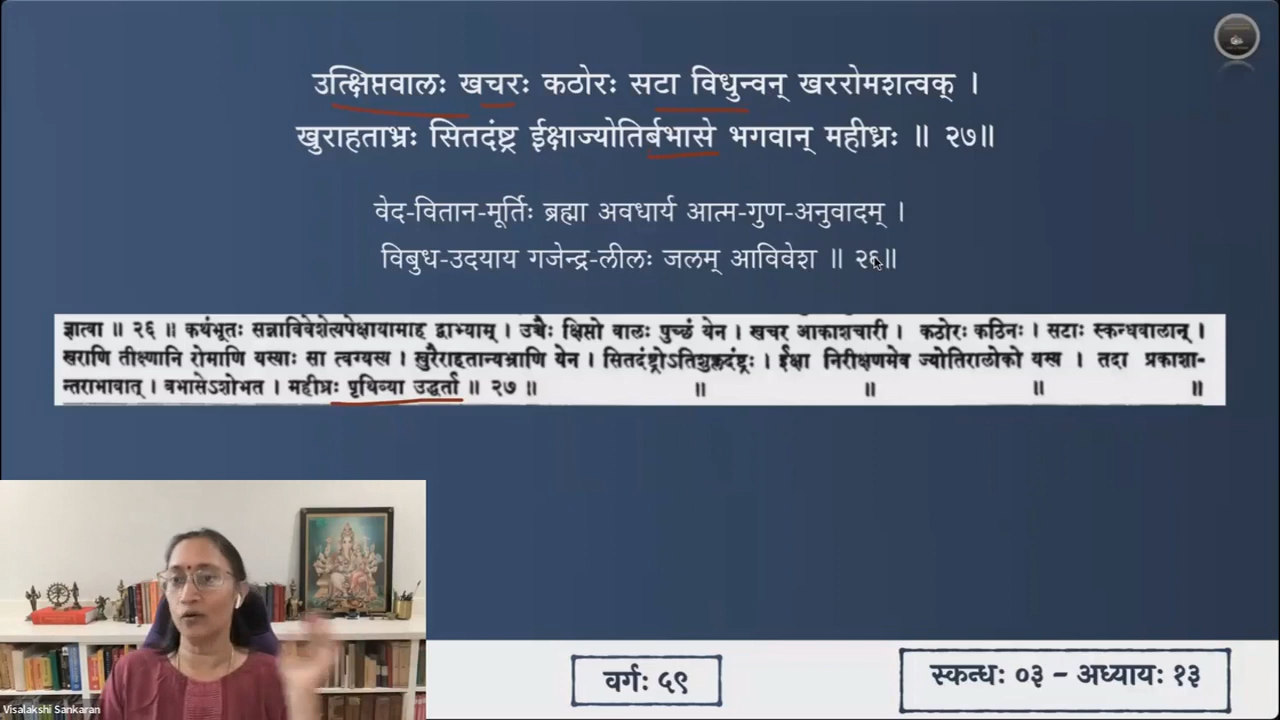 उत्क्षिप्तवालः खचरः कठोरः सटा विधुन्वन् खररोमशत्वक् ।
खुराहताभ्रः सितदंष्ट्र ईक्षाज्योतिर्बभासे भगवान् महीध्रः ॥ २७॥
वेद-वितान-मूर्तिः ब्रह्मा अवधार्य आत्म-गुण-अनुवादम् ।
विबुध-उदयाय गजेन्द्र-लीलः जलम् आविवेश ॥ २६॥
ज्ञात्वा ॥ २६ ॥ कथंभूतः सन्नाविवेशेत्यपेक्षायामाह द्वाभ्याम् । उच्चैः क्षिप्तो वालः पुच्छं येन । खचर आकाशचारी । कठोरः कठिनः । सटाः स्कन्धवालान् ।
खराणि तीक्ष्णानि रोमाणि यस्याः सा त्वग्यस्य । खुरैराहतान्यभ्राणि येन । सितदंष्ट्रोऽतिशुक्लदंष्ट्रः । ईक्षा निरीक्षणमेव ज्योतिरालोको यस्य । तदा प्रकाशा-
न्तराभावात् । बभासेऽशोभत । महीध्रः पृथिव्या उद्धर्ता ॥ २७ ॥ ॥ ॥ ॥ ॥
Visalakshi Sankaran
वर्गः ५९
स्कन्धः ०३ – अध्यायः १३